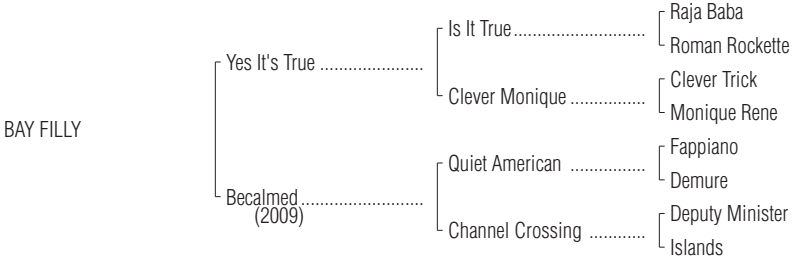 Raja Baba
Is It True..............................
Roman Rockette
Yes It's True ......................
Clever Trick
Clever Monique ................
Monique Rene
BAY FILLY
Fappiano
Quiet American ................
Demure
Becalmed..........................
(2009)
Deputy Minister
Channel Crossing ............
Islands